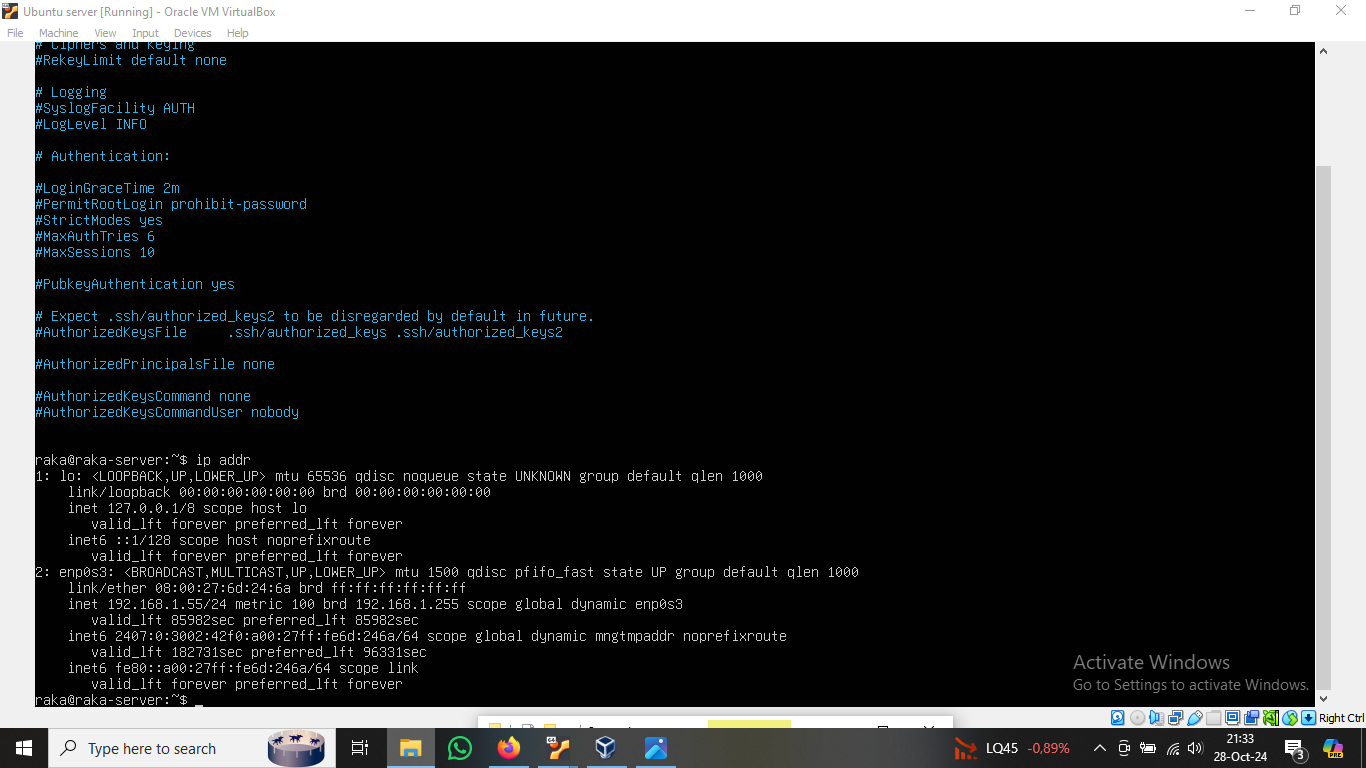 Ubuntu server [Running] - Oracle VM VirtualBox
File Machine View Input Devices Help
# Ciphers and keying
#RekeyLimit default none
# Logging
#SyslogFacility AUTH
#LogLevel INFO
# Authentication:
#LoginGraceTime 2m
#PermitRootLogin prohibit-password
#StrictModes yes
#MaxAuthTries 6
#MaxSessions 10
#PubkeyAuthentication yes
# Expect .ssh/authorized_keys2 to be disregarded by default in future.
#AuthorizedKeysFile     .ssh/authorized_keys .ssh/authorized_keys2
#AuthorizedPrincipalsFile none
#AuthorizedKeysCommand none
#AuthorizedKeysCommandUser nobody
raka@raka-server:~$ ip addr
1: lo: <LOOPBACK,UP,LOWER_UP> mtu 65536 qdisc noqueue state UNKNOWN group default qlen 1000
    link/loopback 00:00:00:00:00:00 brd 00:00:00:00:00:00
    inet 127.0.0.1/8 scope host lo
       valid_lft forever preferred_lft forever
    inet6 ::1/128 scope host noprefixroute
       valid_lft forever preferred_lft forever
2: enp0s3: <BROADCAST,MULTICAST,UP,LOWER_UP> mtu 1500 qdisc pfifo_fast state UP group default qlen 1000
    link/ether 08:00:27:6d:24:6a brd ff:ff:ff:ff:ff:ff
    inet 192.168.1.55/24 metric 100 brd 192.168.1.255 scope global dynamic enp0s3
       valid_lft 85982sec preferred_lft 85982sec
    inet6 2407:0:3002:42f0:a00:27ff:fe6d:246a/64 scope global dynamic mngtmpaddr noprefixroute
       valid_lft 182731sec preferred_lft 96331sec
    inet6 fe80::a00:27ff:fe6d:246a/64 scope link
       valid_lft forever preferred_lft forever
raka@raka-server:~$ _
Activate Windows
Go to Settings to activate Windows.
Right Ctrl
Type here to search
LQ45 -0,89%
21:33
28-Oct-24
3
PRE